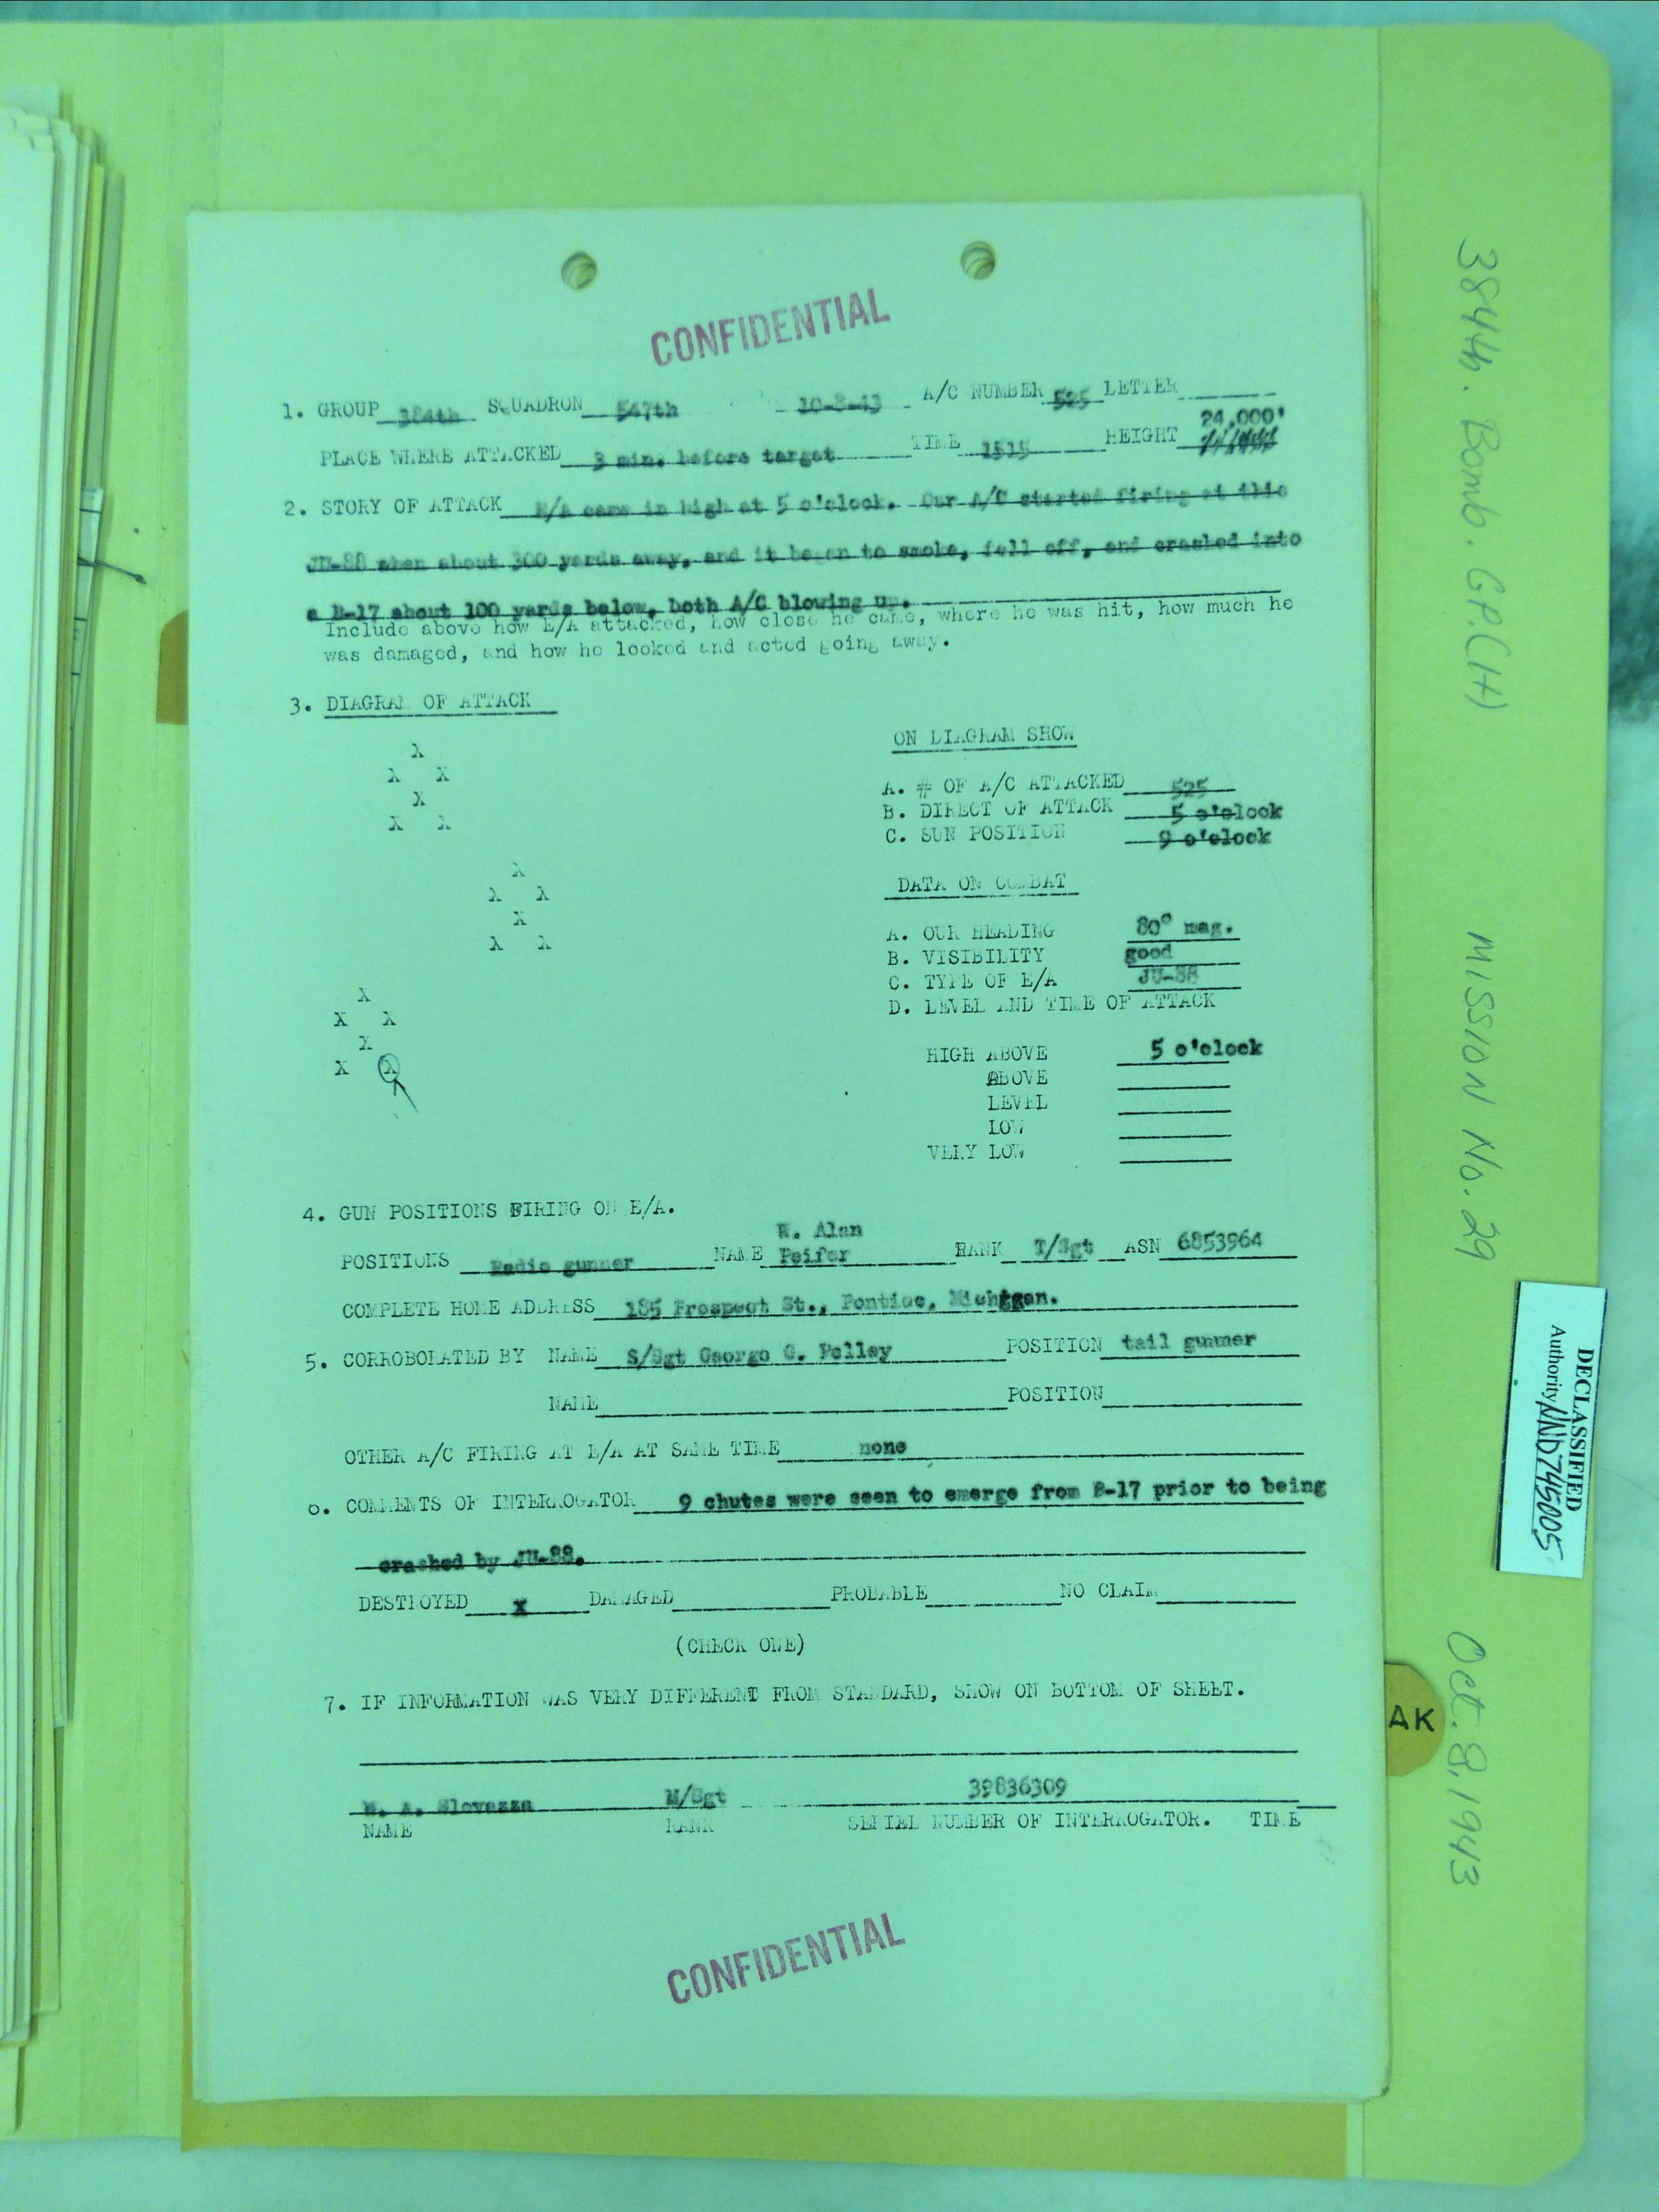 CONFIDENTIAL
1. GROUP 384th SQUADRON 547th 10-8-43 A/C NUMBER 525 LETTER
24,000'
PLACE WHERE ATTACKED 3 min. before target TIME 1515 HEIGHT
2. STORY OF ATTACK E/A came in high at 5 o'clock. Our A/C started firing at this
JU-88 when about 300 yards away, and it began to smoke, fell off, and crashed into
a B-17 about 100 yards below, both A/C blowing up.
Include above how E/A attacked, how close he came, where he was hit, how much he
was damaged, and how he looked and acted going away.
3. DIAGRAM OF ATTACK
ON DIAGRAM SHOW
A. # OF A/C ATTACKED 525
B. DIRECT OF ATTACK 5 o'clock
C. SUN POSITION 9 o'clock
DATA ON COMBAT
A. OUR HEADING 80° mag.
B. VISIBILITY good
C. TYPE OF E/A JU-88
D. LEVEL AND TIME OF ATTACK
HIGH ABOVE 5 o'clock
ABOVE
LEVEL
LOW
VERY LOW
X
X X
X
X X
X
X X
X
X X
X
X X
X
X X
4. GUN POSITIONS FIRING ON E/A.
W. Alan
POSITIONS Radio gunner NAME Peifer RANK T/Sgt ASN 6853964
COMPLETE HOME ADDRESS 185 Prospect St., Pontiac, Michigan.
5. CORROBORATED BY NAME S/Sgt George G. Polley POSITION tail gunner
NAME POSITION
OTHER A/C FIRING AT E/A AT SAME TIME none
6. COMMENTS OF INTERROGATOR 9 chutes were seen to emerge from B-17 prior to being
crashed by JU-88.
DESTROYED x DAMAGED PROBABLE NO CLAIM
(CHECK ONE)
7. IF INFORMATION WAS VERY DIFFERENT FROM STANDARD, SHOW ON BOTTOM OF SHEET.
W. A. Slovazza M/Sgt 39836309
NAME RANK SERIAL NUMBER OF INTERROGATOR. TIME
CONFIDENTIAL
384th. Bomb. GP.(H) MISSION No. 29 Oct. 8, 1943
DECLASSIFIED
Authority NND745005
AK